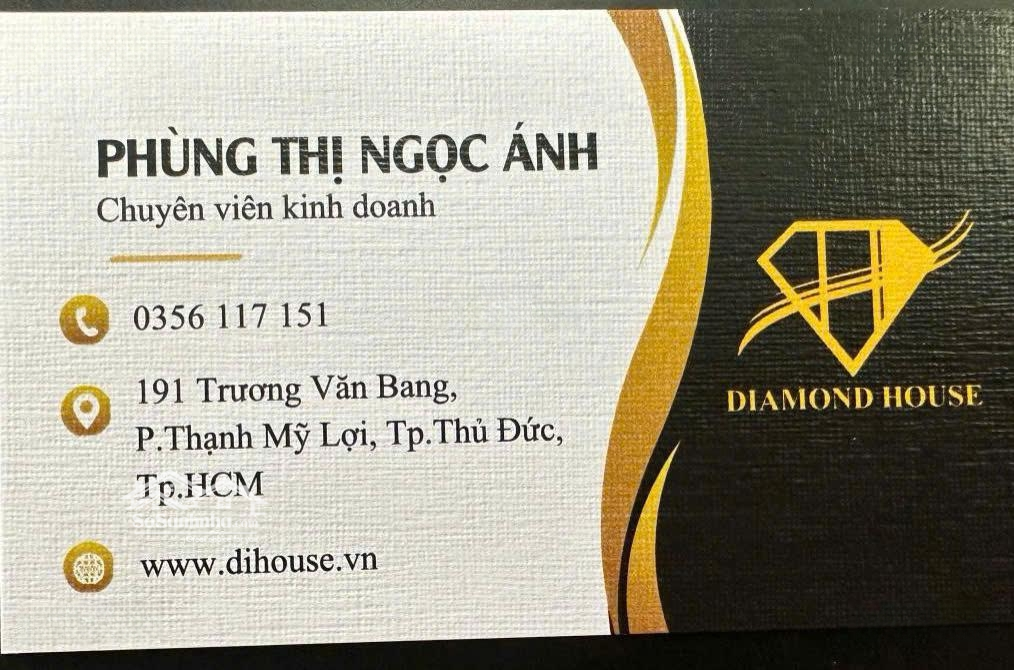 PHÙNG THỊ NGỌC ÁNH
Chuyên viên kinh doanh
0356 117 151
191 Trương Văn Bang,
P.Thạnh Mỹ Lợi, Tp.Thủ Đức,
Tp.HCM
www.dihouse.vn
DIAMOND HOUSE